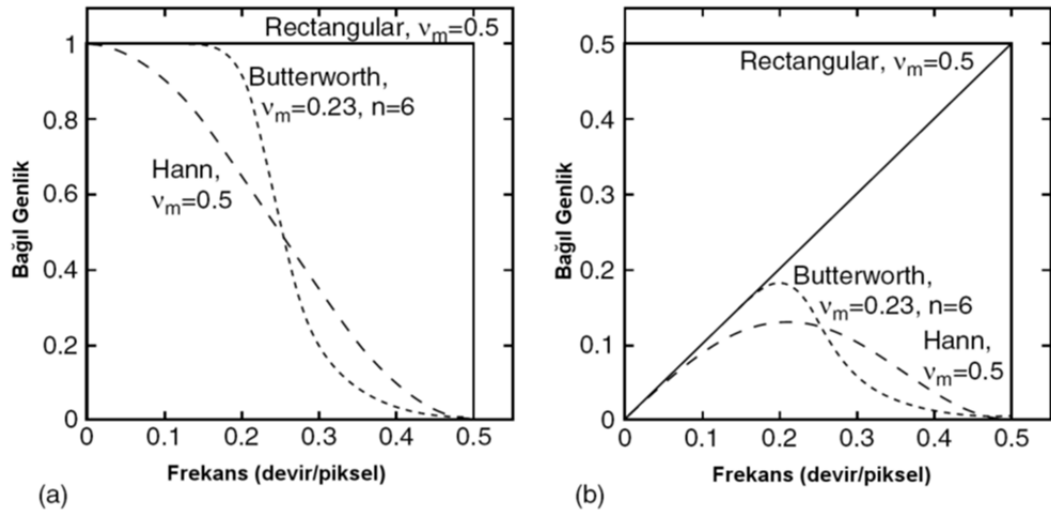 Rectangular, νm=0.5
1
Butterworth,
νm=0.23, n=6
0.8
Hann,
νm=0.5
0.6
0.4
0.2
0
Bağıl Genlik
0 0.1 0.2 0.3 0.4 0.5
Frekans (devir/piksel)
(a)
0.5
Rectangular, νm=0.5
0.4
0.3
0.2
Butterworth,
νm=0.23, n=6
0.1
Hann,
νm=0.5
0
Bağıl Genlik
0 0.1 0.2 0.3 0.4 0.5
Frekans (devir/piksel)
(b)